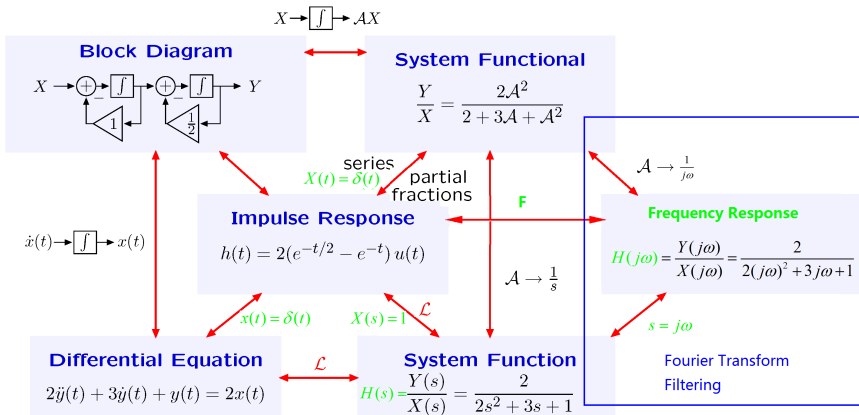 X → ∫ → 𝒜X
Block Diagram
X → + → ∫ → + → ∫ → Y
− −
1 1/2
System Functional
Y/X = 2𝒜²/(2 + 3𝒜 + 𝒜²)
series
X(t) = δ(t)
partial
fractions
𝒜 → 1/(jω)
F
Impulse Response
h(t) = 2(e^{−t/2} − e^{−t}) u(t)
Frequency Response
H(jω) = Y(jω)/X(jω) = 2/(2(jω)² + 3jω + 1)
ẋ(t) → ∫ → x(t)
𝒜 → 1/s
x(t) = δ(t)
X(s) = 1
ℒ
s = jω
Differential Equation
2ÿ(t) + 3ẏ(t) + y(t) = 2x(t)
ℒ
System Function
H(s) = Y(s)/X(s) = 2/(2s² + 3s + 1)
Fourier Transform
Filtering